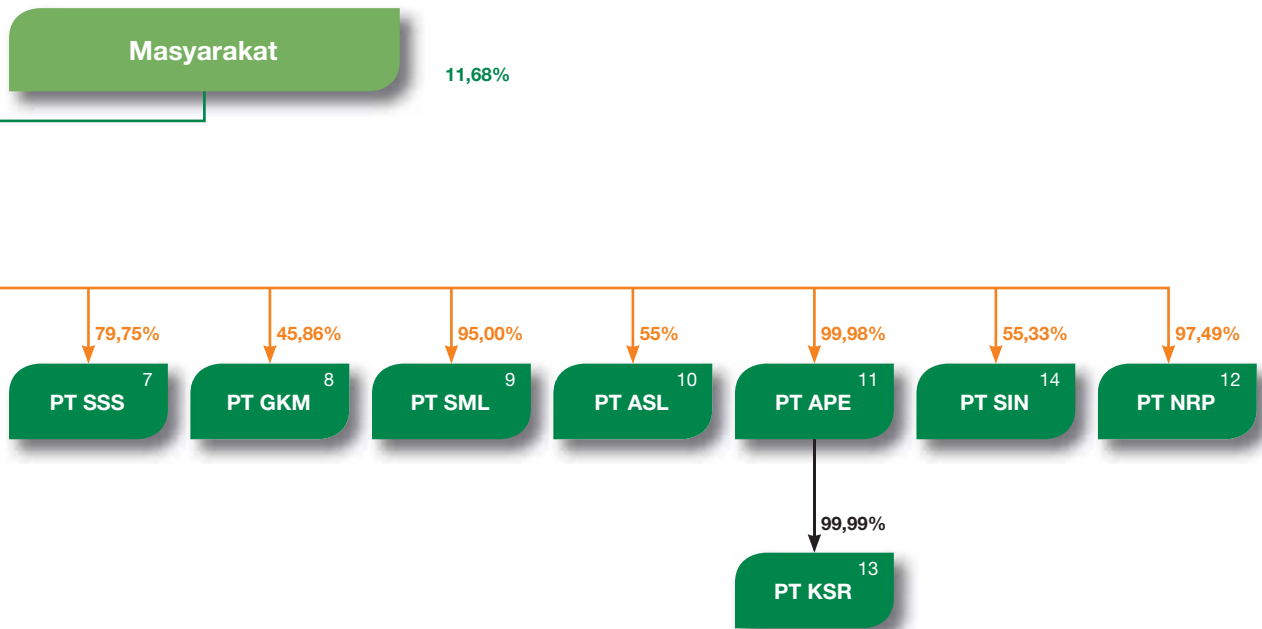 Masyarakat
11,68%
79,75%
45,86%
95,00%
55%
99,98%
55,33%
97,49%
7
PT SSS
8
PT GKM
9
PT SML
10
PT ASL
11
PT APE
14
PT SIN
12
PT NRP
99,99%
13
PT KSR